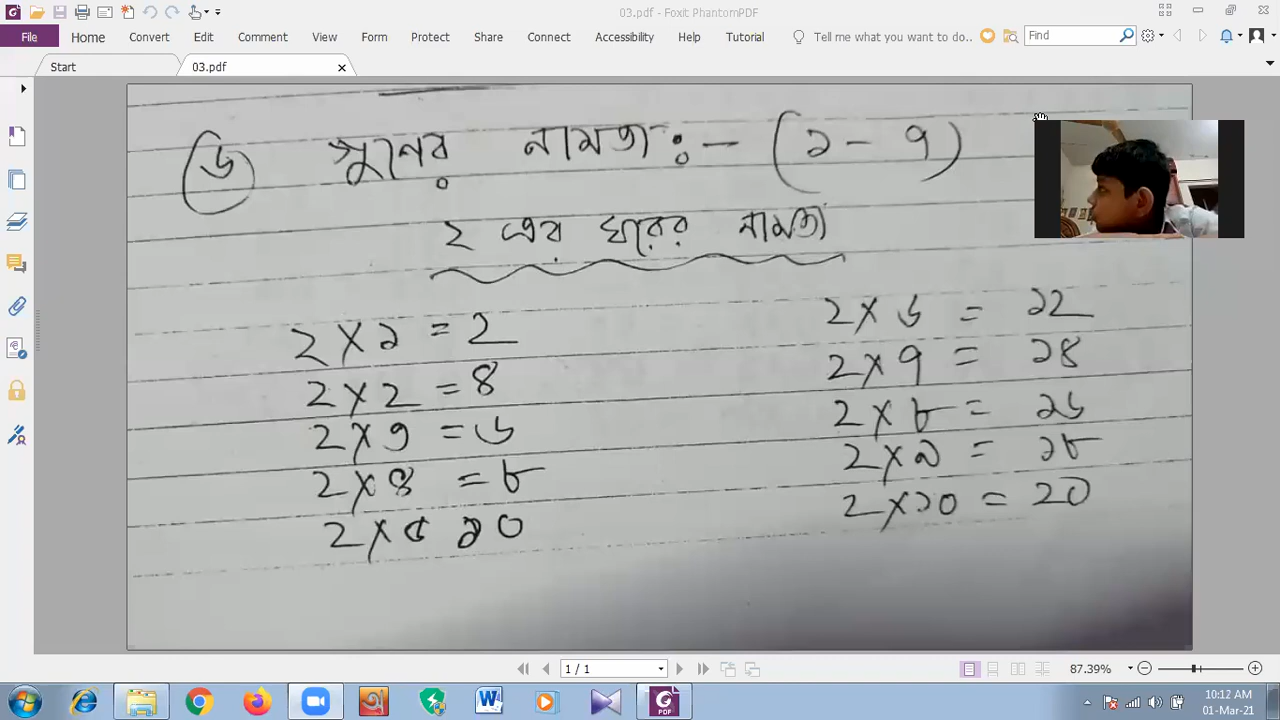 03.pdf - Foxit PhantomPDF
File Home Convert Edit Comment View Form Protect Share Connect Accessibility Help Tutorial Tell me what you want to do.. Find
Start 03.pdf
৬ গুনের নামতা :- (১ - ৭)
২ এর ঘরের নামতা
২ X ১ = ২
২ X ২ = ৪
২ X ৩ = ৬
২ X ৪ = ৮
২ X ৫ ১০
২ X ৬ = ১২
২ X ৭ = ১৪
২ X ৮ = ১৬
২ X ৯ = ১৮
২ X ১০ = ২০
1 / 1 87.39%
10:12 AM
01-Mar-21